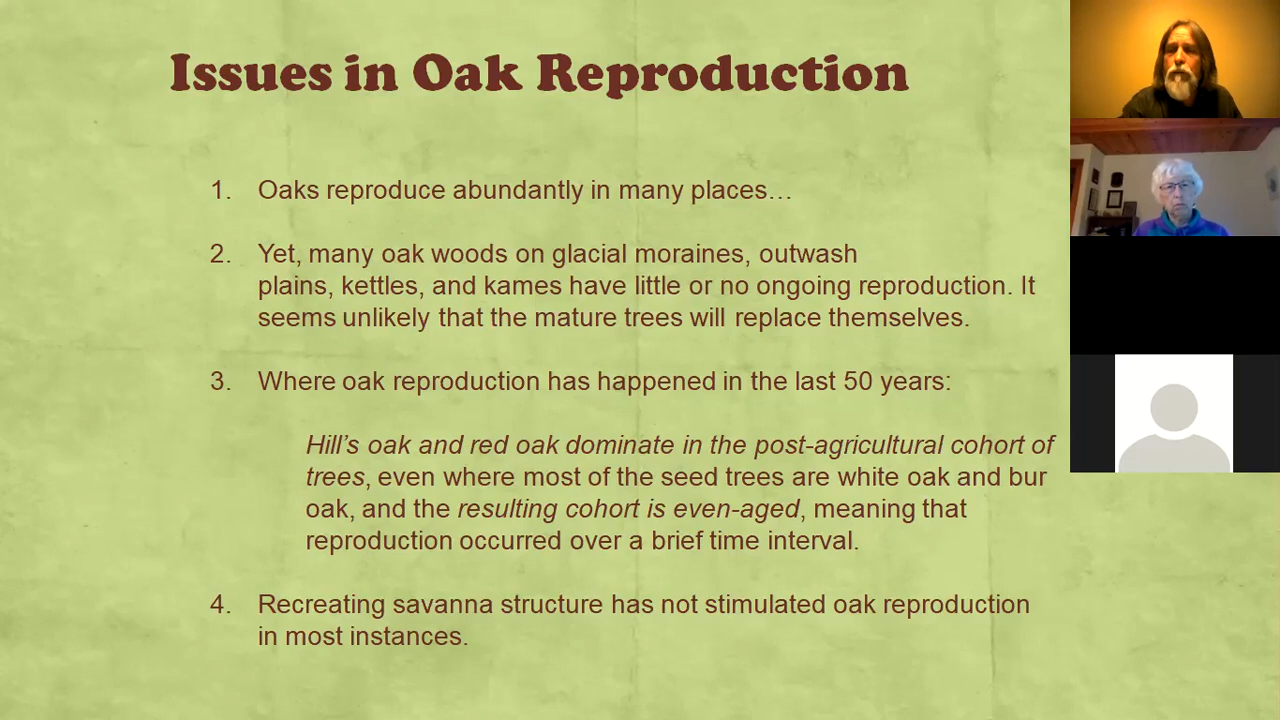 Issues in Oak Reproduction
1. Oaks reproduce abundantly in many places…
2. Yet, many oak woods on glacial moraines, outwash
plains, kettles, and kames have little or no ongoing reproduction. It
seems unlikely that the mature trees will replace themselves.
3. Where oak reproduction has happened in the last 50 years:
Hill’s oak and red oak dominate in the post-agricultural cohort of
trees, even where most of the seed trees are white oak and bur
oak, and the resulting cohort is even-aged, meaning that
reproduction occurred over a brief time interval.
4. Recreating savanna structure has not stimulated oak reproduction
in most instances.